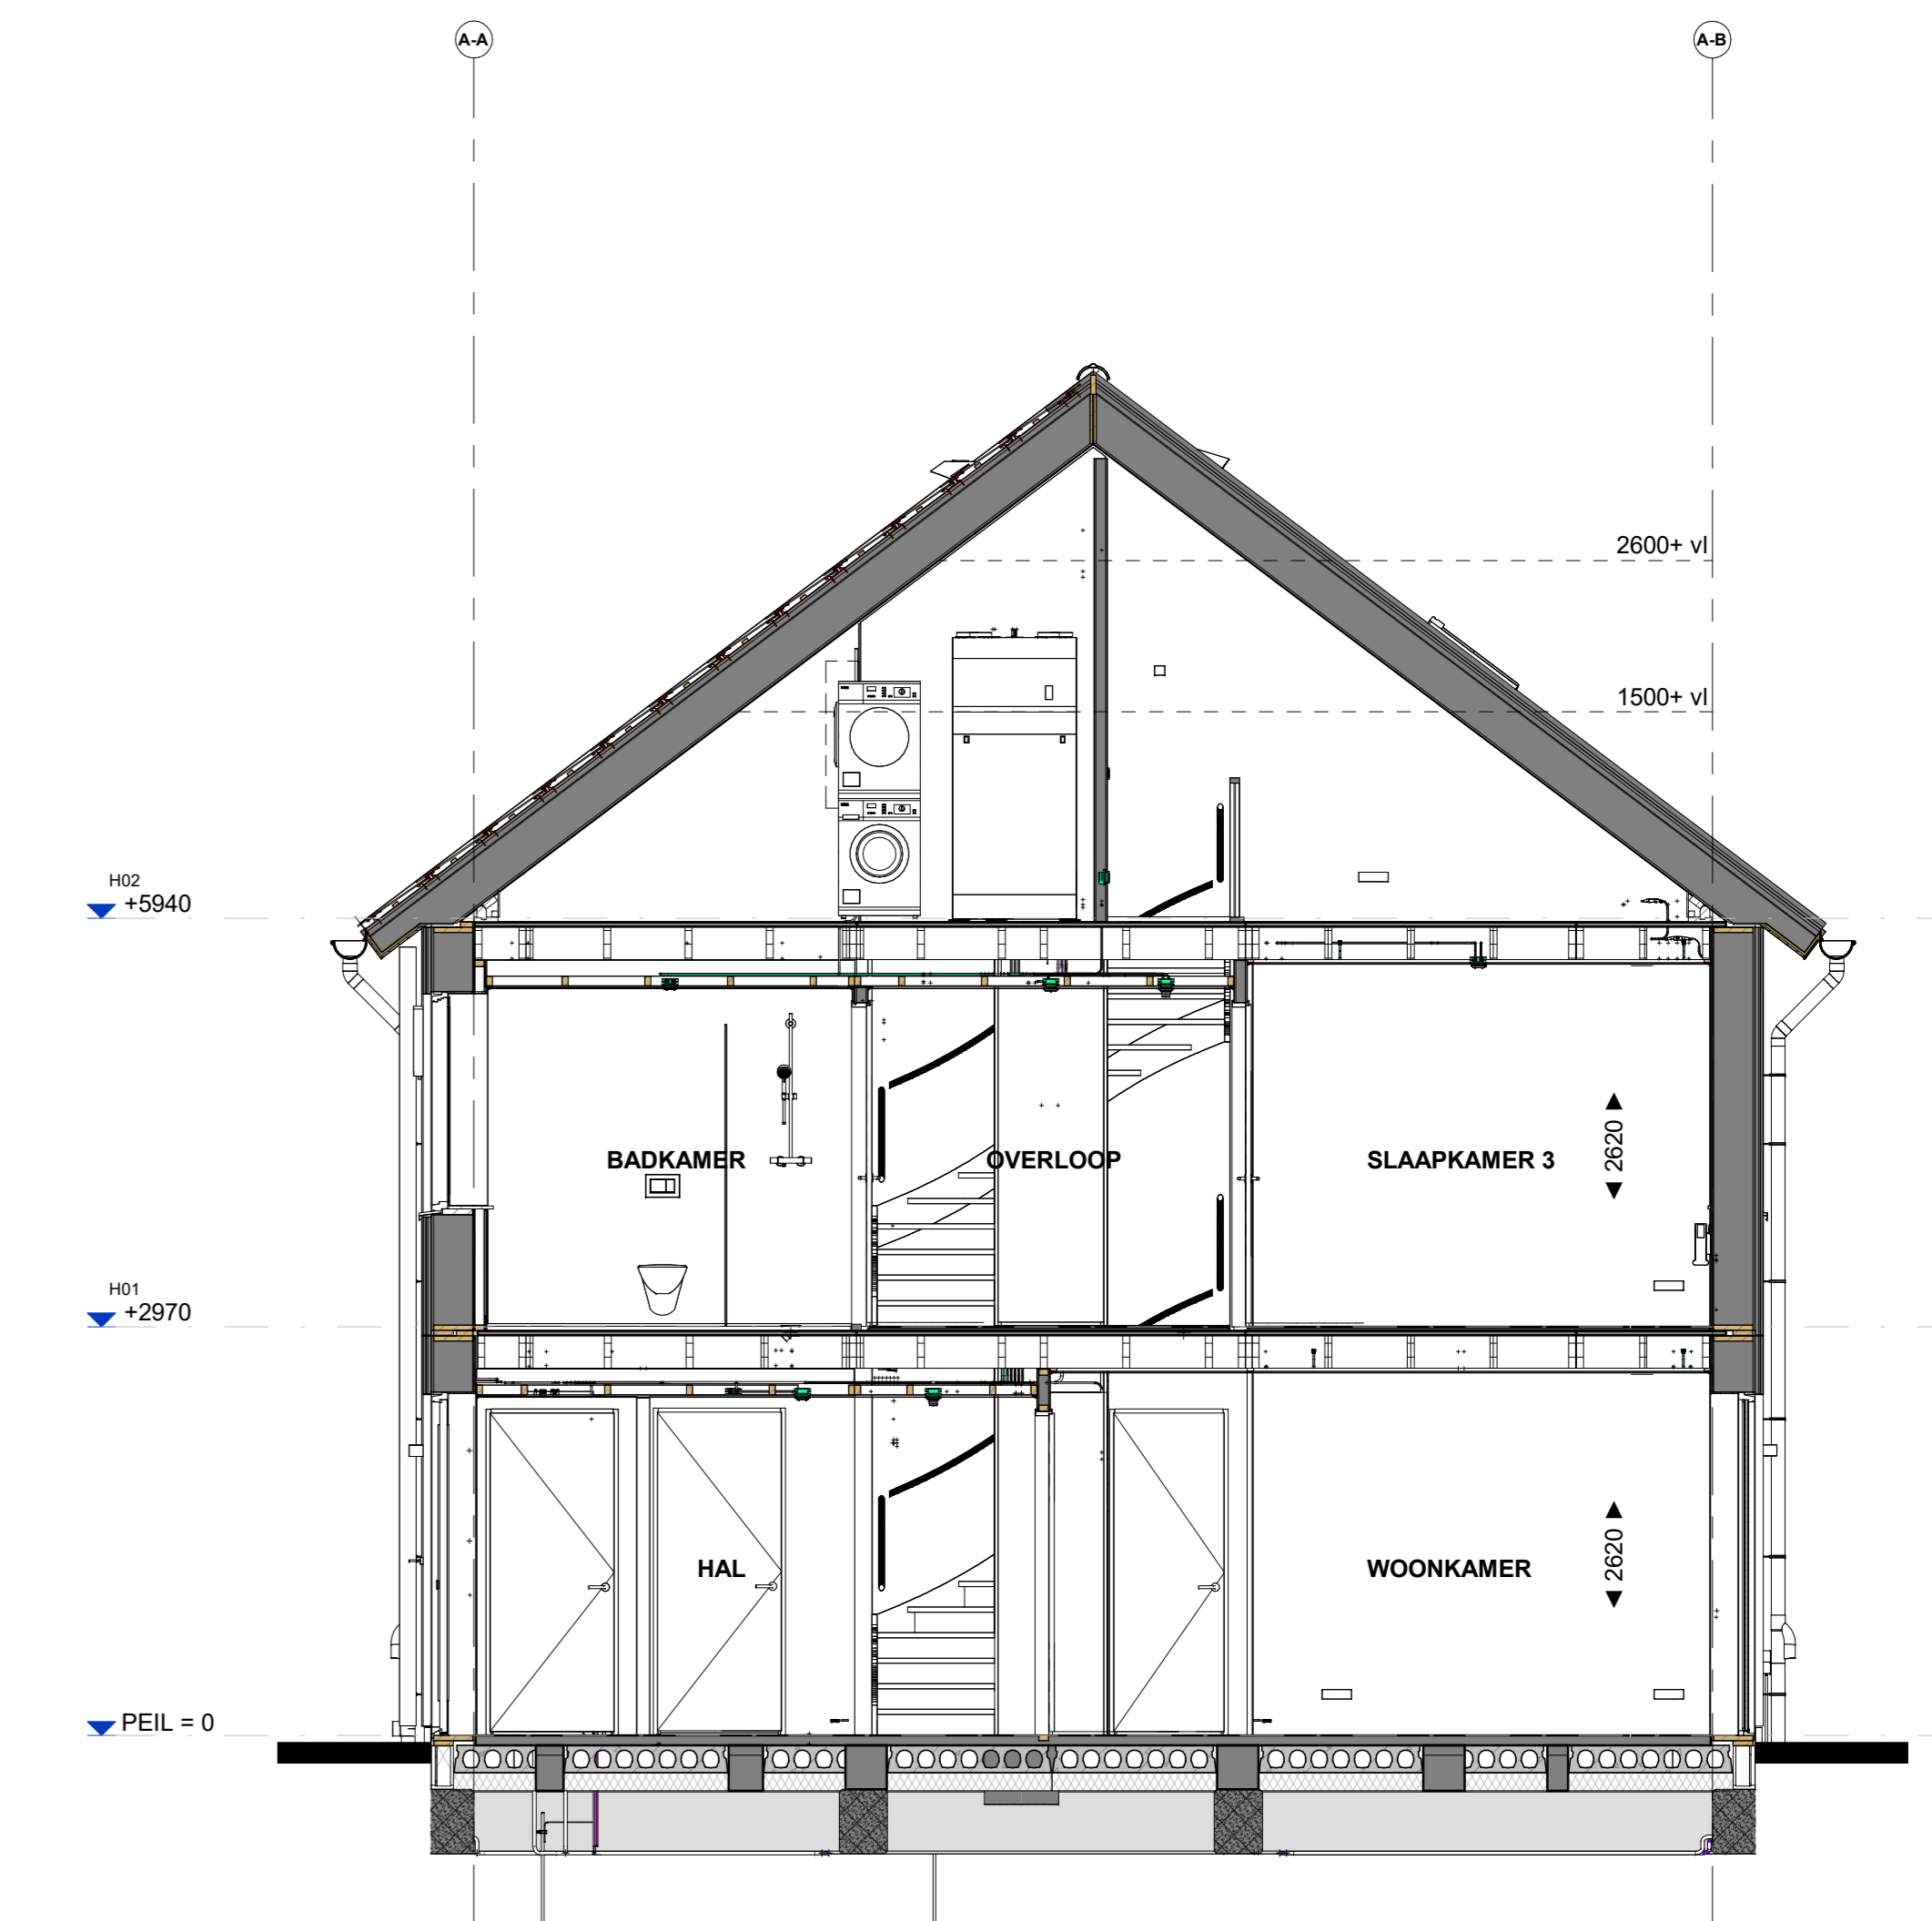 A-A
A-B
2600+ vl
1500+ vl
H02
+5940
BADKAMER
OVERLOOP
SLAAPKAMER 3
2620
H01
+2970
HAL
WOONKAMER
2620
PEIL = 0